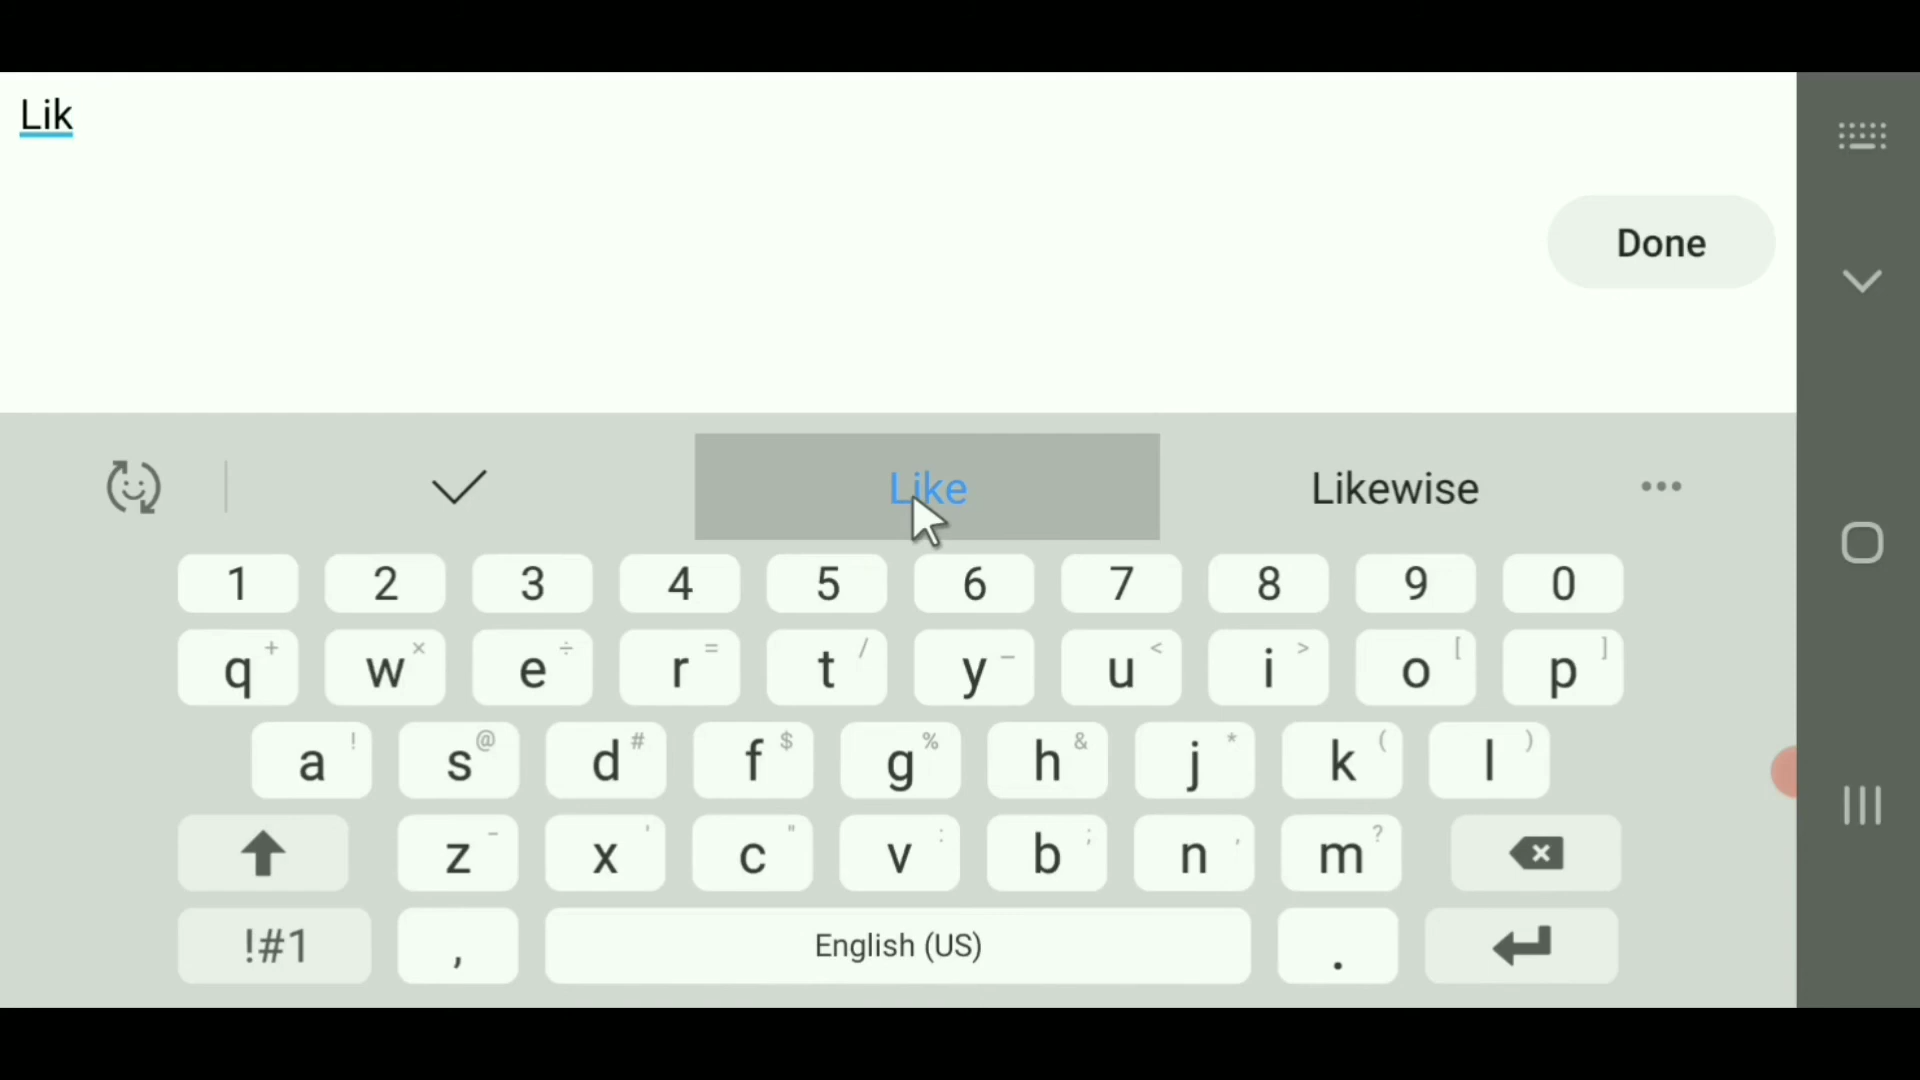 Lik
Done
Like Likewise
1 2 3 4 5 6 7 8 9 0
q + w × e ÷ r = t / y _ u < i > o [ p ]
a ! s @ d # f $ g % h & j * k ( l )
z - x ' c " v : b ; n , m ?
!#1 , English (US) .